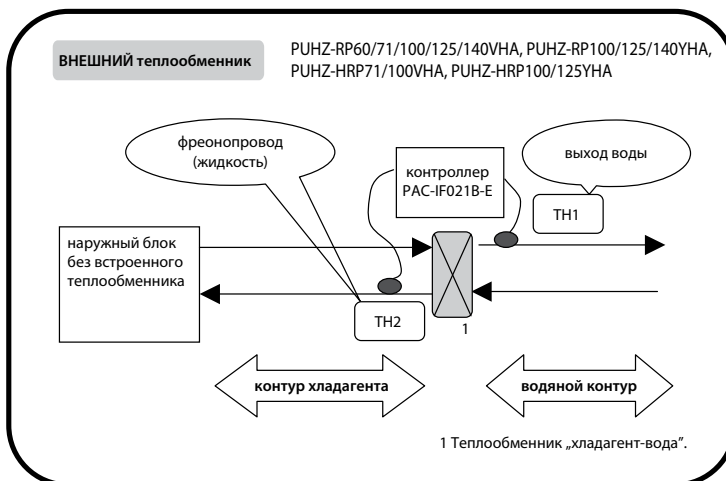 ВНЕШНИЙ теплообменник
PUHZ-RP60/71/100/125/140VHA, PUHZ-RP100/125/140YHA,
PUHZ-HRP71/100VHA, PUHZ-HRP100/125YHA
фреонопровод
(жидкость)
контроллер
PAC-IF021B-E
выход воды
TH1
наружный блок
без встроенного
теплообменника
TH2
1
контур хладагента
водяной контур
1 Теплообменник „хладагент-вода”.